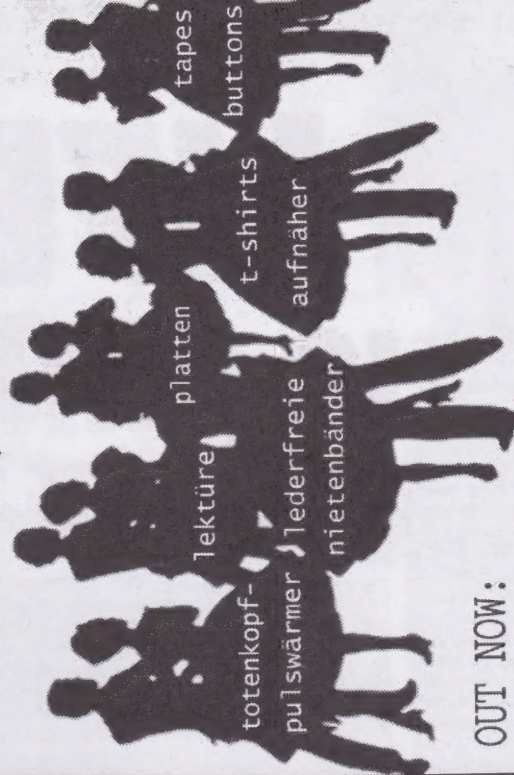 tapes
buttons
t-shirts
aufnäher
platten
lektüre
lederfreie
nietenbänder
totenkopf-
pulswärmer
OUT NOW: